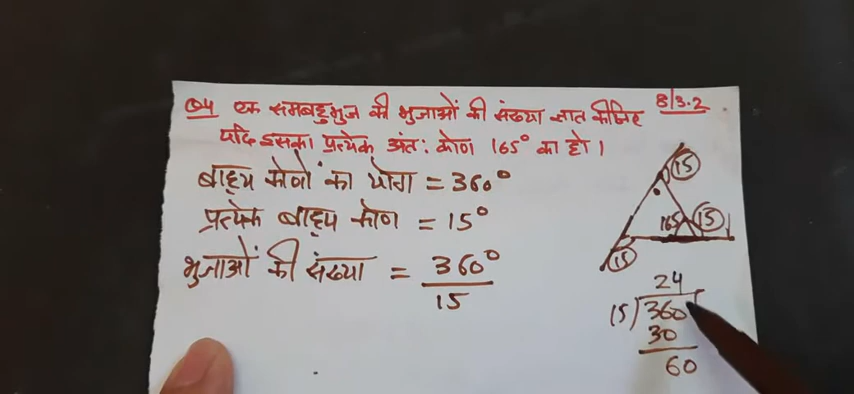 Q4 एक समबहुभुज की भुजाओं की संख्या ज्ञात कीजिए 8/3.2
यदि इसका प्रत्येक अंत: कोण 165° का हो।
बाह्य कोणों का योग = 360°
प्रत्येक बाह्य कोण = 15°
भुजाओं की संख्या = 360°
15
15
165 15
15
24
15) 360
30
60